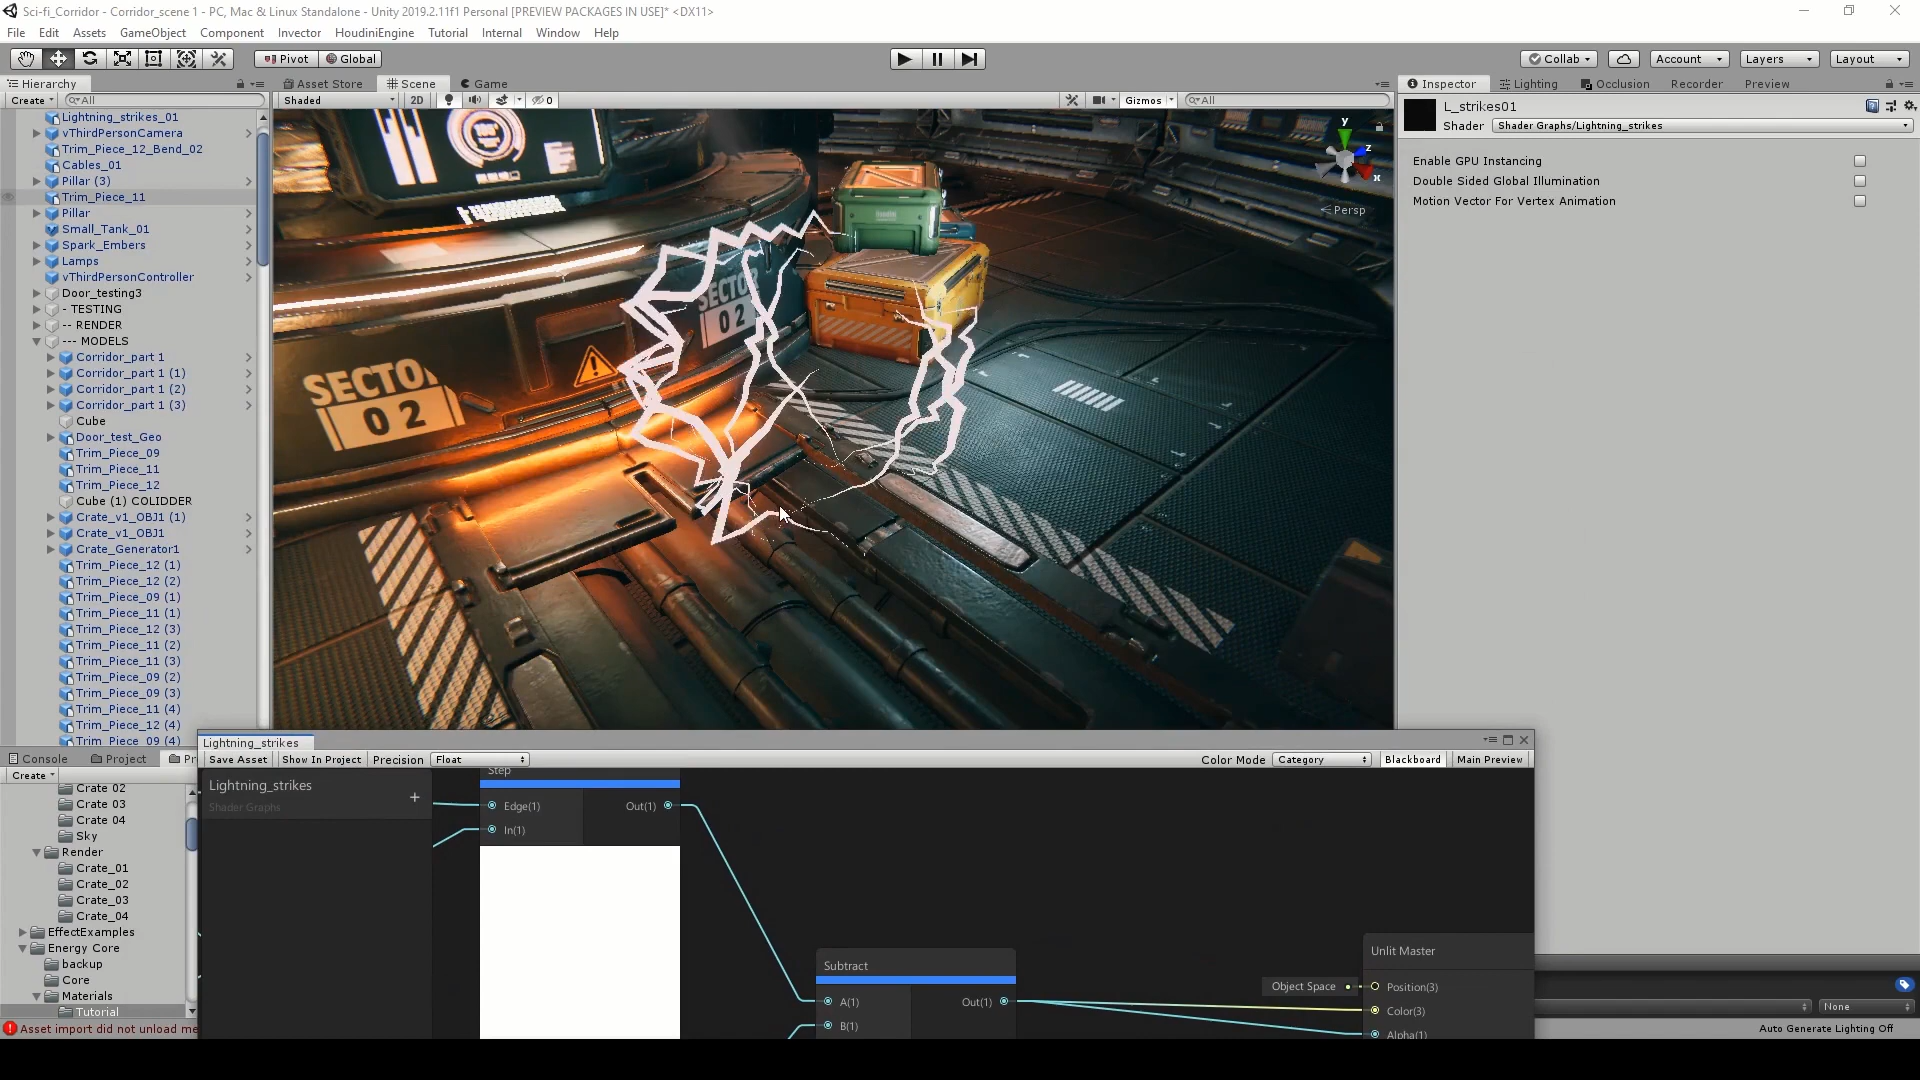 Sci-fi_Corridor - Corridor_scene 1 - PC, Mac & Linux Standalone - Unity 2019.2.11f1 Personal [PREVIEW PACKAGES IN USE]* <DX11>
File Edit Assets GameObject Component Invector HoudiniEngine Tutorial Internal Window Help
Pivot Global Collab Account Layers Layout
Hierarchy Asset Store Scene Game Inspector Lighting Occlusion Recorder Preview
Create All Shaded 2D 0 Gizmos All
L_strikes01
Shader Shader Graphs/Lightning_strikes
Enable GPU Instancing
Double Sided Global Illumination
Motion Vector For Vertex Animation
Lightning_strikes_01
vThirdPersonCamera
Trim_Piece_12_Bend_02
Cables_01
Pillar (3)
Trim_Piece_11
Pillar
Small_Tank_01
Spark_Embers
Lamps
vThirdPersonController
Door_testing3
- TESTING
-- RENDER
--- MODELS
Corridor_part 1
Corridor_part 1 (1)
Corridor_part 1 (2)
Corridor_part 1 (3)
Cube
Door_test_Geo
Trim_Piece_09
Trim_Piece_11
Trim_Piece_12
Cube (1) COLIDDER
Crate_v1_OBJ1 (1)
Crate_v1_OBJ1
Crate_Generator1
Trim_Piece_12 (1)
Trim_Piece_12 (2)
Trim_Piece_09 (1)
Trim_Piece_11 (1)
Trim_Piece_12 (3)
Trim_Piece_11 (2)
Trim_Piece_11 (3)
Trim_Piece_09 (2)
Trim_Piece_09 (3)
Trim_Piece_11 (4)
Trim_Piece_12 (4)
Trim_Piece_09 (4)
y
z
x
Persp
SECTO
02
SECTO
02
Console Project Pr
Create
Crate 02
Crate 03
Crate 04
Sky
Render
Crate_01
Crate_02
Crate_03
Crate_04
EffectExamples
Energy Core
backup
Core
Materials
Tutorial
Asset import did not unload me
Lightning_strikes
Save Asset Show In Project Precision Float Color Mode Category Blackboard Main Preview
Lightning_strikes
Shader Graphs
Step
Edge(1) Out(1)
In(1)
Subtract
A(1) Out(1)
B(1)
Unlit Master
Object Space Position(3)
Color(3)
Alpha(1)
None
Auto Generate Lighting Off